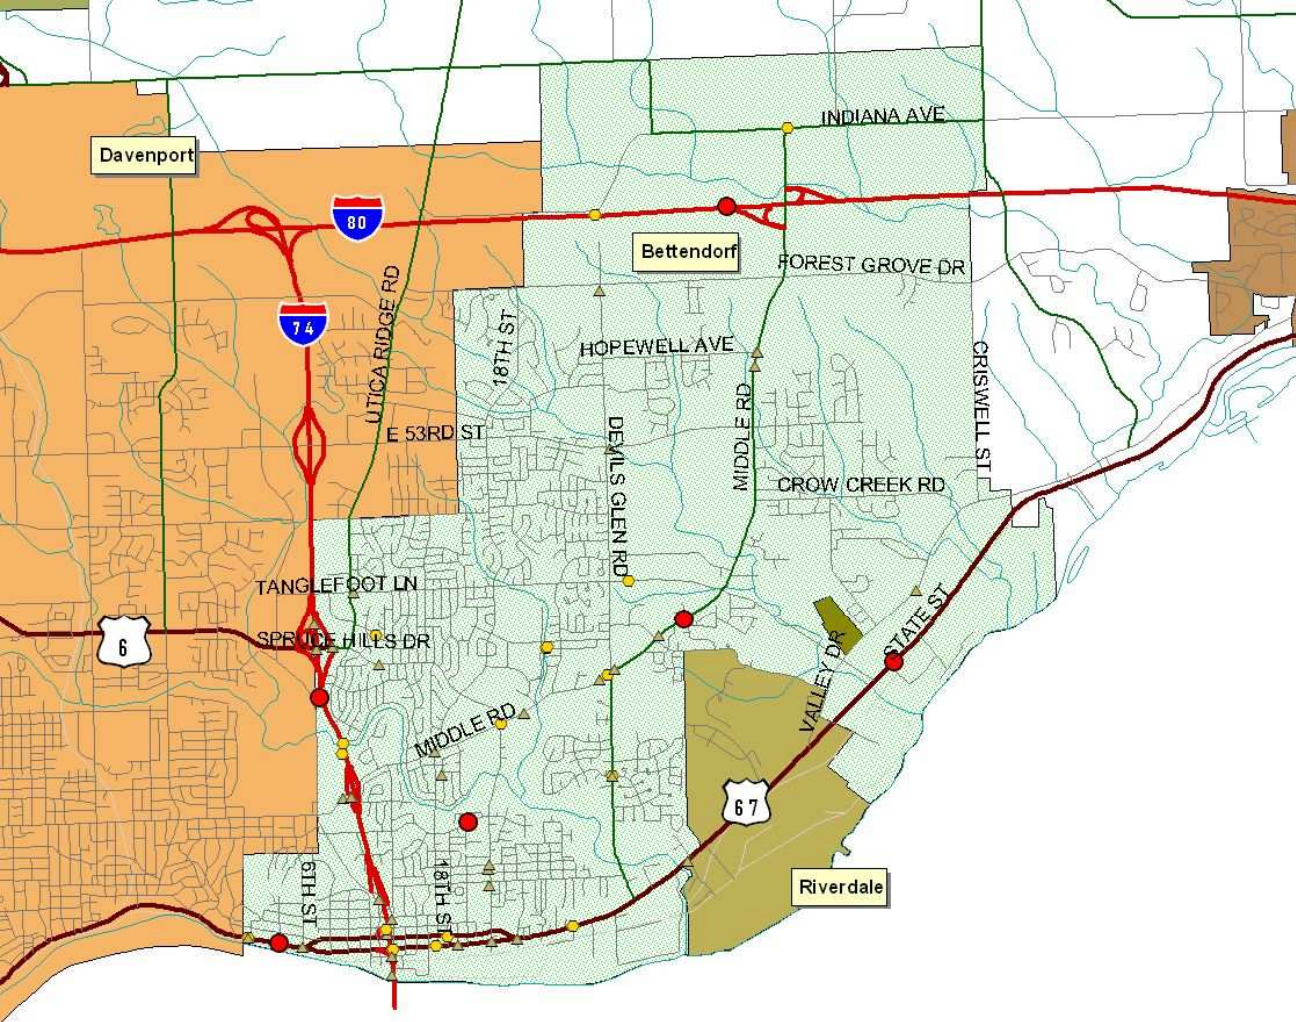 INDIANA AVE
Davenport
80
Bettendorf
FOREST GROVE DR
74
UTICA RIDGE RD
18TH ST
HOPEWELL AVE
CRISWELL ST
MIDDLE RD
E 53RD ST
DEVILS GLEN RD
CROW CREEK RD
TANGLEFOOT LN
6
SPRUCE HILLS DR
STATE ST
VALLEY DR
MIDDLE RD
67
Riverdale
6TH ST
18TH ST